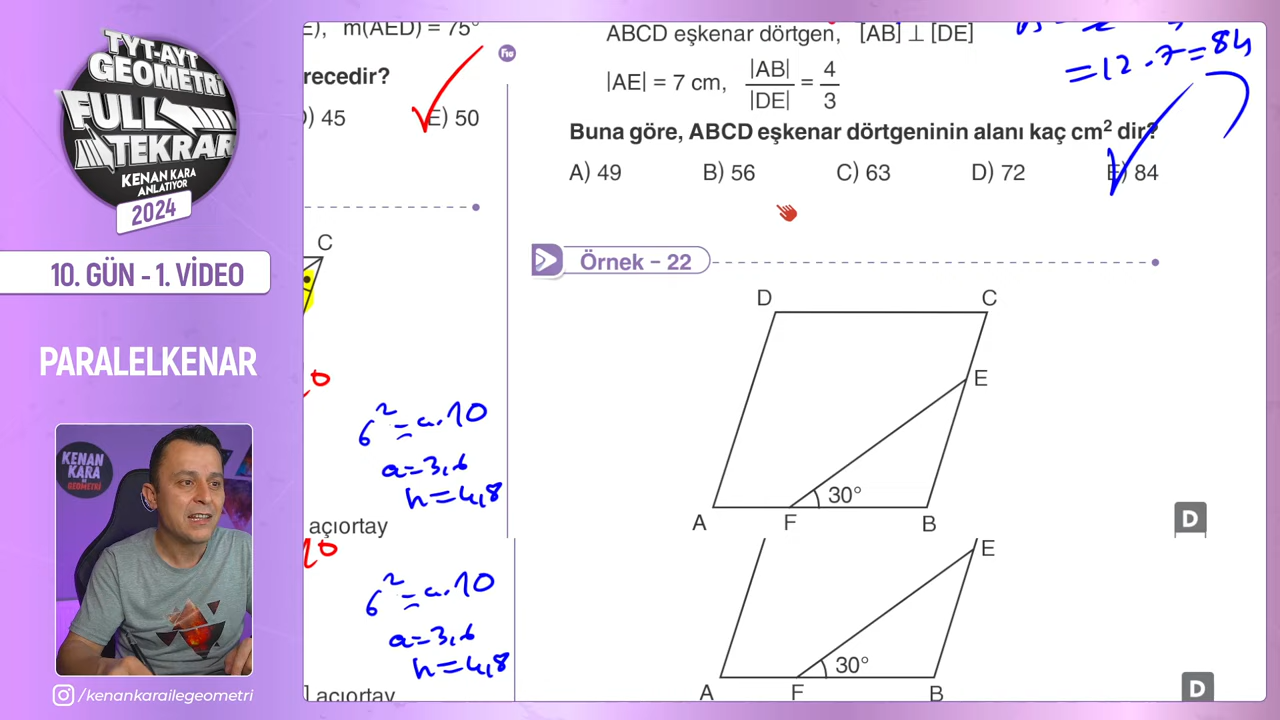 TYT-AYT
GEOMETRİ
FULL
TEKRAR
KENAN KARA
ANLATIYOR
2024
10. GÜN - 1. VİDEO
PARALELKENAR
KENAN
KARA
GEOMETRİ
/kenankarailegeometri
E), m(AED) = 75°
recedir?
) 45
E) 50
C
6² = a.10
a=3,6
h=4,8
açıortay
6² = a.10
a=3,6
h=4,8
] açıortay
ABCD eşkenar dörtgen, [AB] ⊥ [DE]
|AE| = 7 cm, |AB| / |DE| = 4 / 3
= 12 . 7 = 84
Buna göre, ABCD eşkenar dörtgeninin alanı kaç cm² dir?
A) 49 B) 56 C) 63 D) 72 E) 84
Örnek – 22
D C
E
30°
A F B
D
E
30°
A F B
D